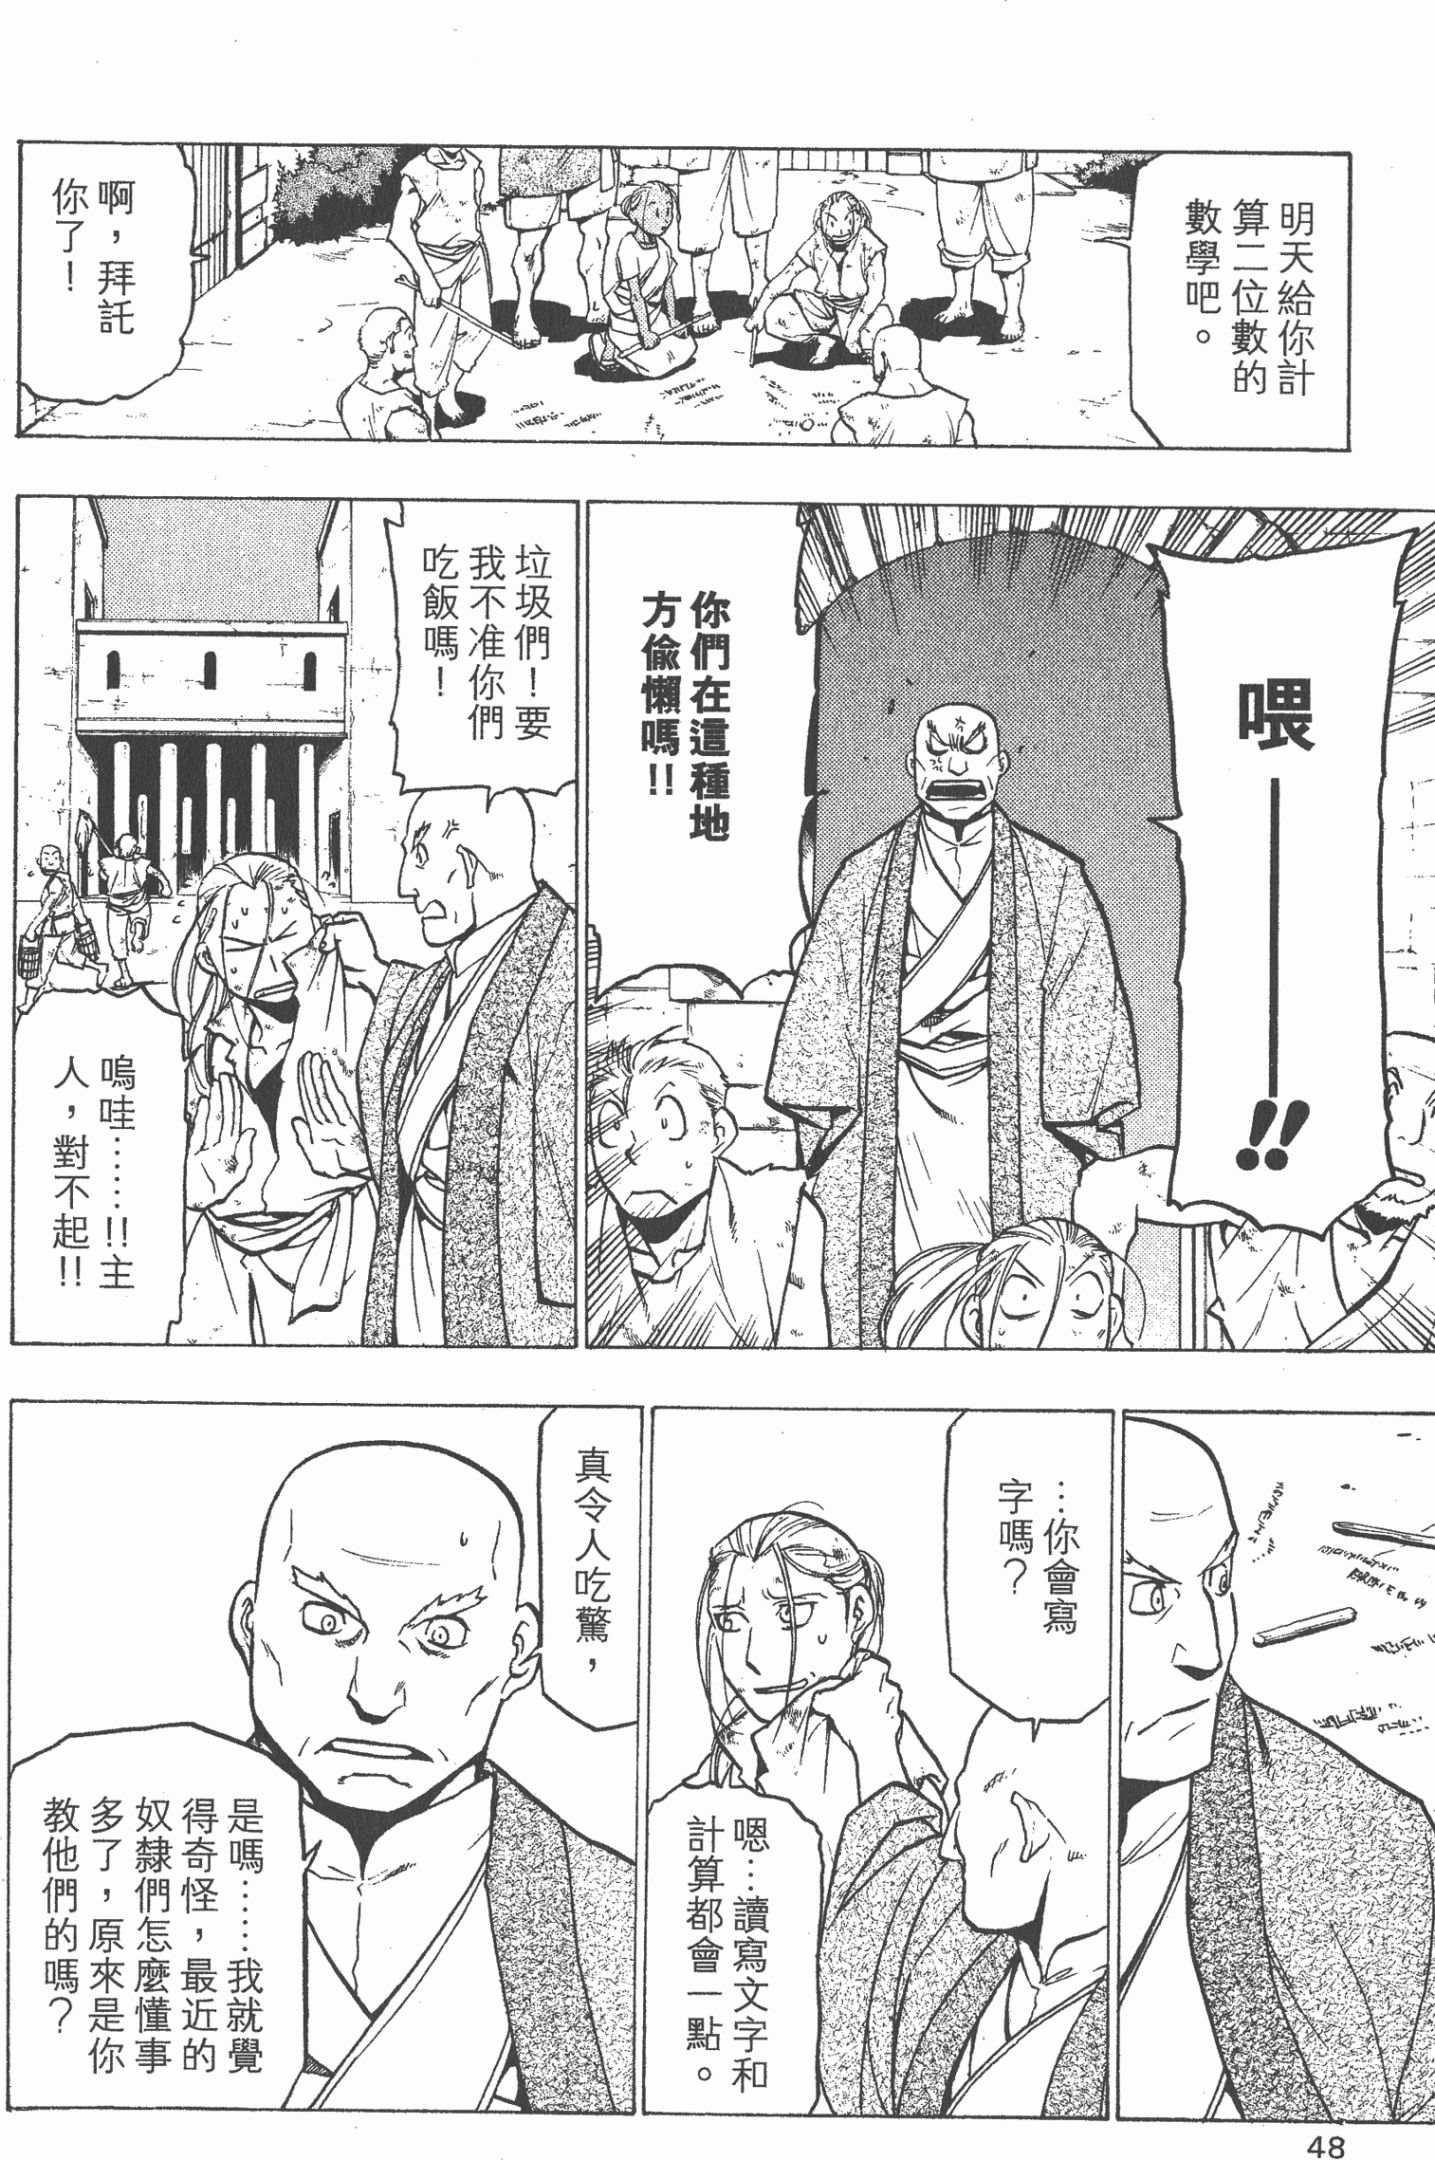 明天給你計
算二位數的
數學吧。
啊，拜託
你了！
喂——!!
你們在這種地
方偷懶嗎!!
垃圾們！要
我不准你們
吃飯嗎！
嗚哇……!!主
人，對不起!!
…你會寫
字嗎？
嗯…讀寫文字和
計算都會一點。
真令人吃驚，
是嗎……我就覺
得奇怪，最近的
奴隸們怎麼懂事
多了，原來是你
教他們的嗎？
48